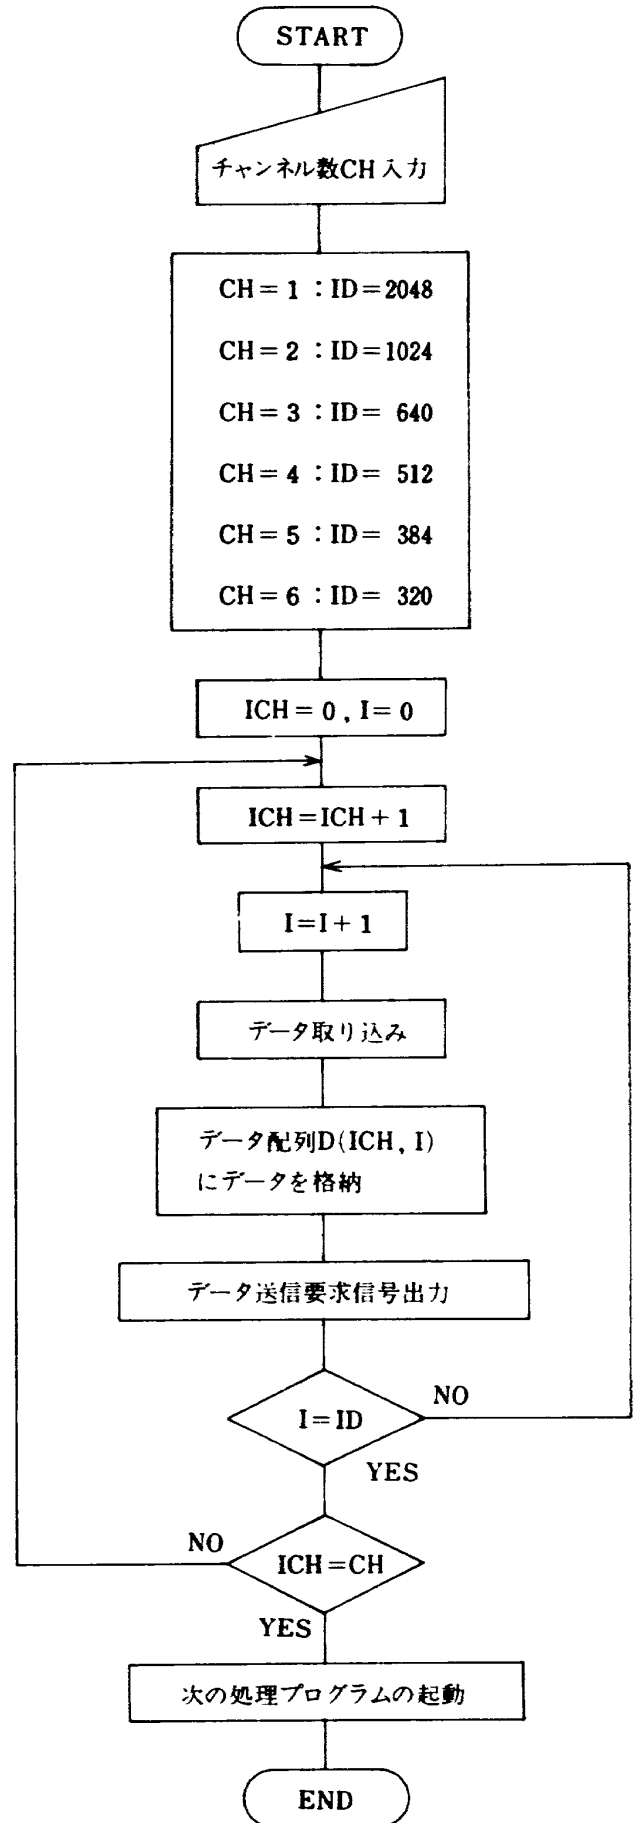 START
チャンネル数CH入力
CH=1:ID=2048
CH=2:ID=1024
CH=3:ID= 640
CH=4:ID= 512
CH=5:ID= 384
CH=6:ID= 320
ICH=0, I=0
ICH=ICH+1
I=I+1
データ取り込み
データ配列D(ICH, I)
にデータを格納
データ送信要求信号出力
I=ID
NO
YES
NO
ICH=CH
YES
次の処理プログラムの起動
END